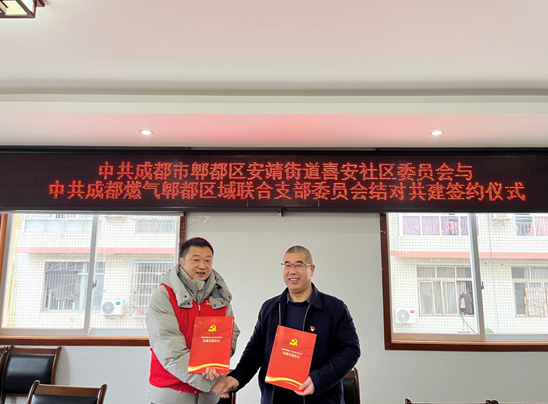 中共成都市郫都区安靖街道喜安社区委员会与
中共成都燃气郫都区域联合支部委员会结对共建签约仪式